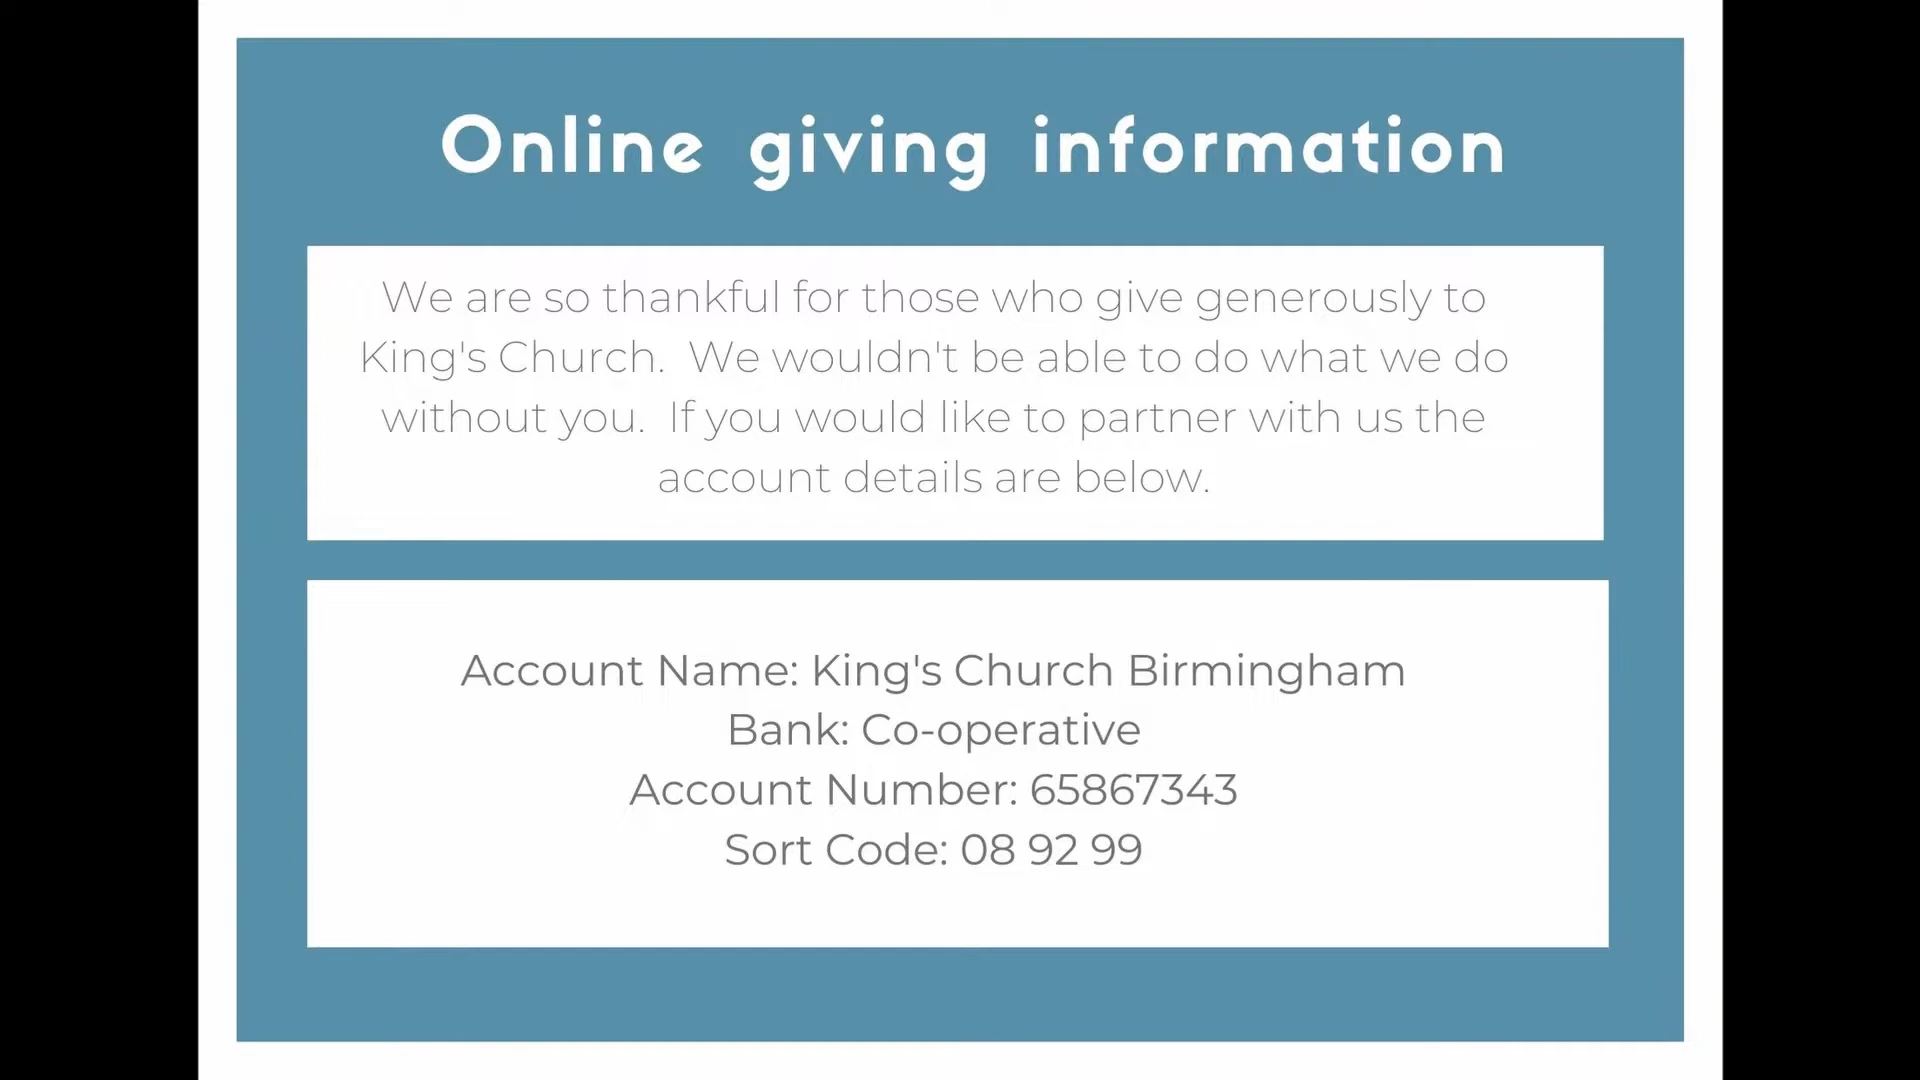 Online giving information
We are so thankful for those who give generously to
King's Church.  We wouldn't be able to do what we do
without you.  If you would like to partner with us the
account details are below.
Account Name: King's Church Birmingham
Bank: Co-operative
Account Number: 65867343
Sort Code: 08 92 99